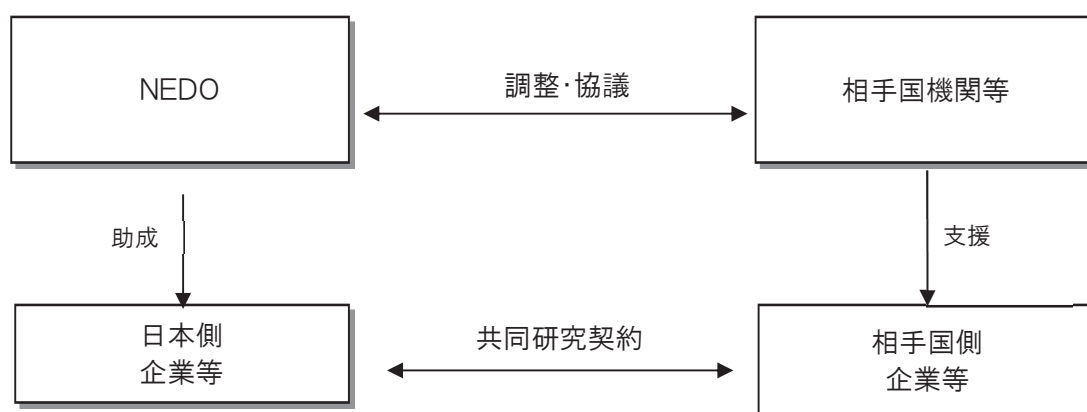 NEDO
調整・協議
相手国機関等
助成
支援
日本側
企業等
共同研究契約
相手国側
企業等